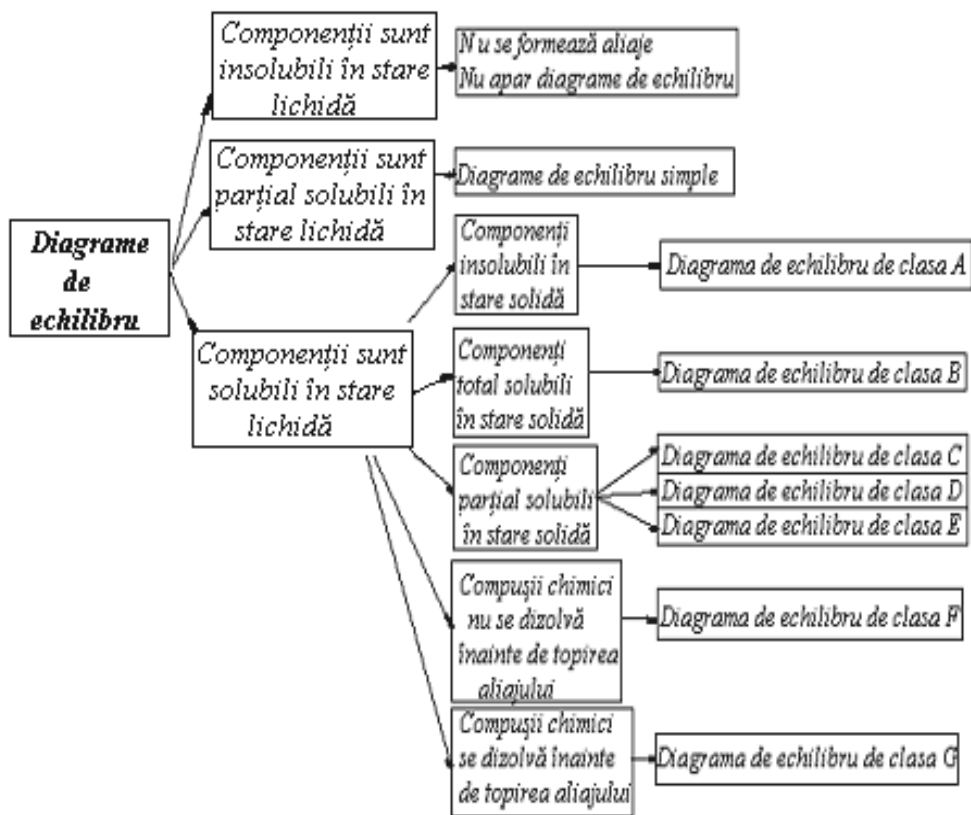 Componenții sunt
insolubili în stare
lichidă
Nu se formează aliaje
Nu apar diagrame de echilibru
Componenții sunt
parțial solubili în
stare lichidă
Diagrame de echilibru simple
Diagrame
de
echilibru
Componenții sunt
solubili în stare
lichidă
Componenți
insolubili în
stare solidă
Diagrama de echilibru de clasa A
Componenți
total solubili
în stare solidă
Diagrama de echilibru de clasa B
Componenți
parțial solubili
în stare solidă
Diagrama de echilibru de clasa C
Diagrama de echilibru de clasa D
Diagrama de echilibru de clasa E
Compușii chimici
nu se dizolvă
înainte de topirea
aliajului
Diagrama de echilibru de clasa F
Compușii chimici
se dizolvă înainte
de topirea aliajului
Diagrama de echilibru de clasa G